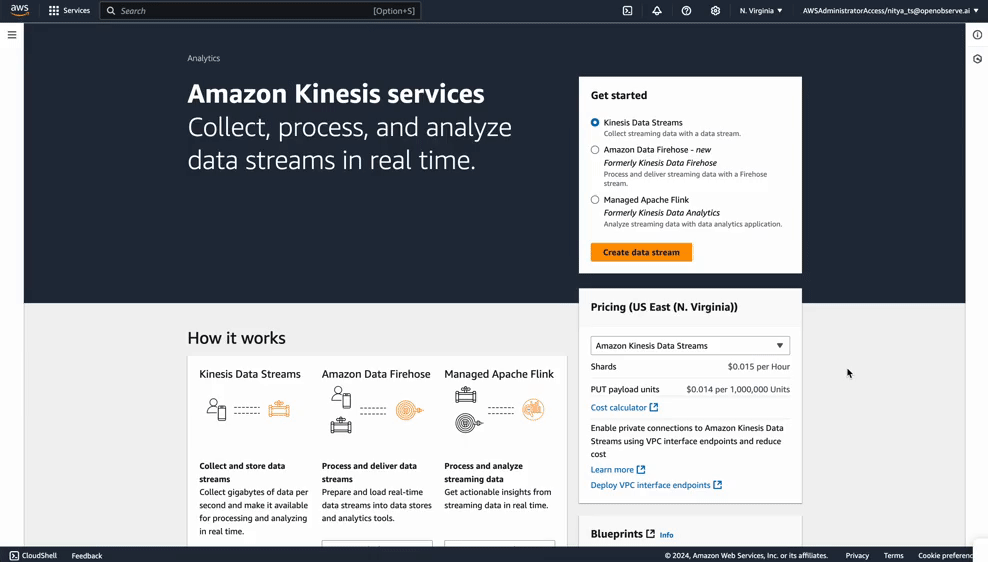 aws
Services
Search
[Option+S]
N. Virginia
AWSAdministratorAccess/nitya_ts@openobserve.ai
Analytics
Amazon Kinesis services
Collect, process, and analyze
data streams in real time.
Get started
Kinesis Data Streams
Collect streaming data with a data stream.
Amazon Data Firehose - new
Formerly Kinesis Data Firehose
Process and deliver streaming data with a Firehose
stream.
Managed Apache Flink
Formerly Kinesis Data Analytics
Analyze streaming data with data analytics application.
Create data stream
Pricing (US East (N. Virginia))
Amazon Kinesis Data Streams
Shards $0.015 per Hour
PUT payload units $0.014 per 1,000,000 Units
Cost calculator
Enable private connections to Amazon Kinesis Data
Streams using VPC interface endpoints and reduce
cost
Learn more
Deploy VPC interface endpoints
Blueprints Info
How it works
Kinesis Data Streams
Collect and store data
streams
Collect gigabytes of data per
second and make it available
for processing and analyzing
in real time.
Amazon Data Firehose
Process and deliver data
streams
Prepare and load real-time
data streams into data stores
and analytics tools.
Managed Apache Flink
Process and analyze
streaming data
Get actionable insights from
streaming data in real time.
CloudShell
Feedback
© 2024, Amazon Web Services, Inc. or its affiliates.
Privacy
Terms
Cookie preferenc